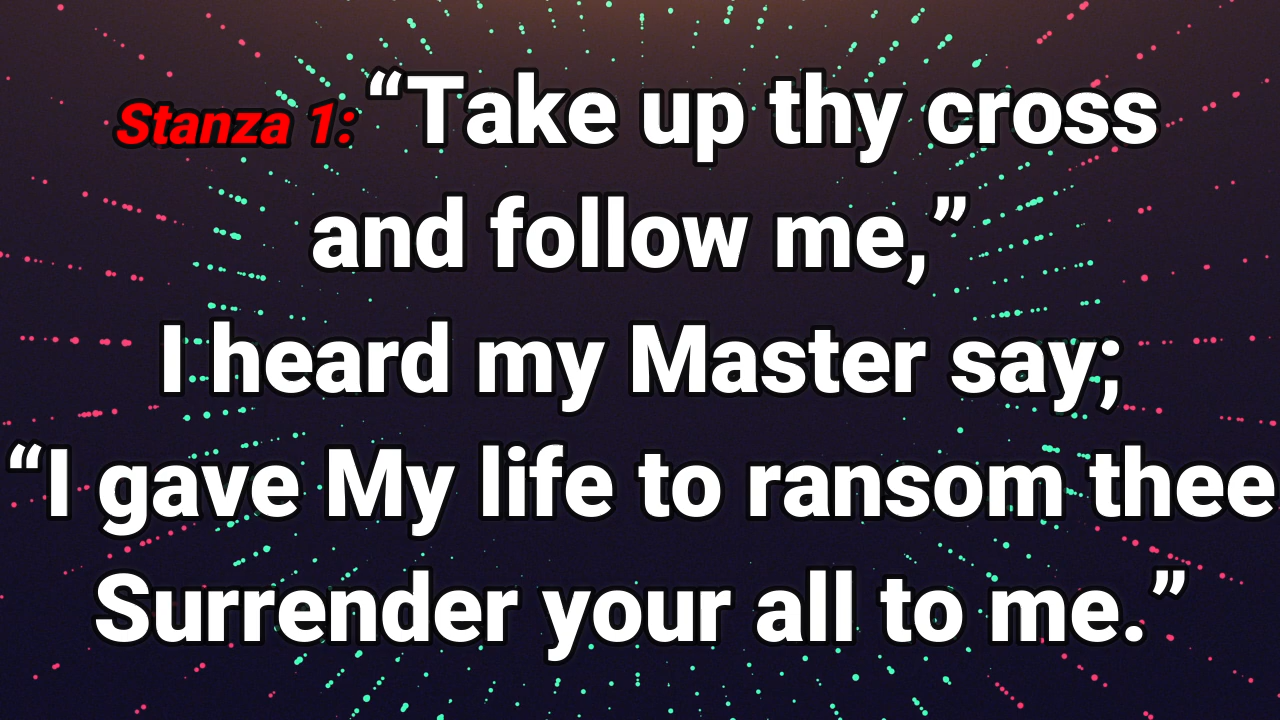 Stanza 1: “Take up thy cross
and follow me,”
I heard my Master say;
“I gave My life to ransom thee
Surrender your all to me.”